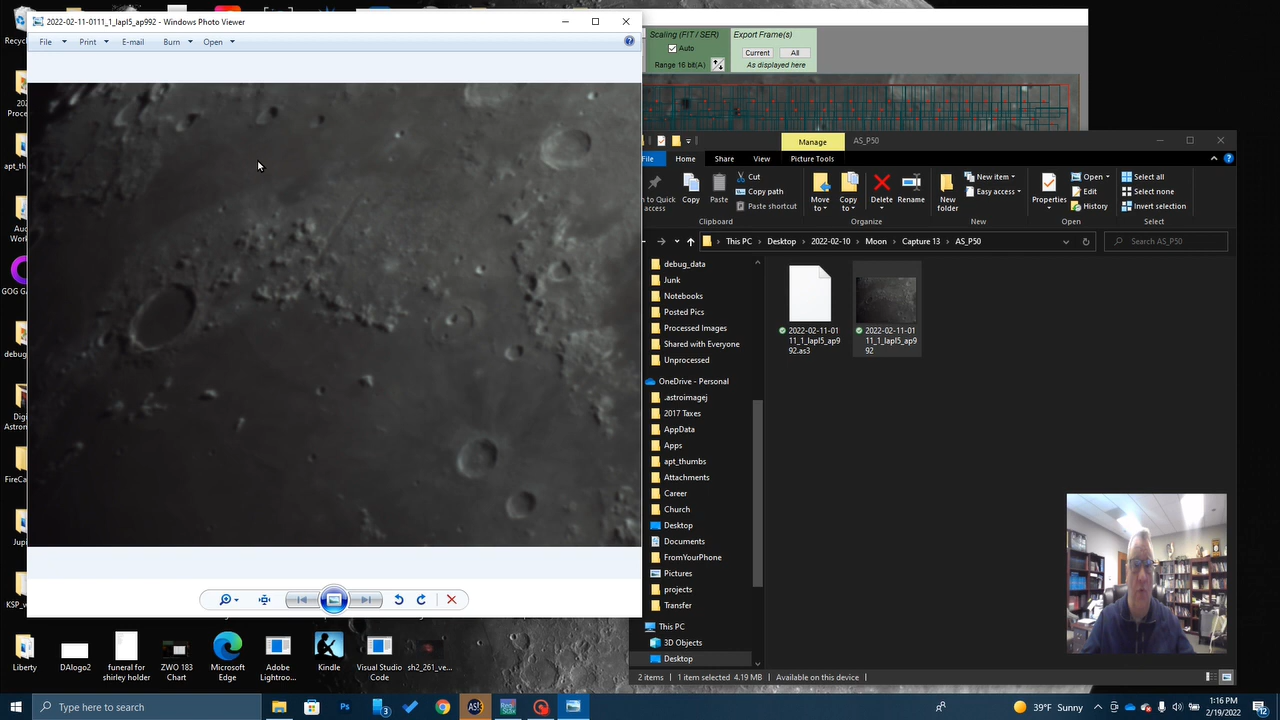 2022-02-11-0111_1_lapl5_ap992 - Windows Photo Viewer
File Print E-mail Burn Open
Scaling (FIT / SER)
Auto
Range 16 bit(A)
Export Frame(s)
Current All
As displayed here
Manage AS_P50
File Home Share View Picture Tools
Copy
Paste
Cut
Copy path
Paste shortcut
Move to
Copy to
Delete
Rename
New folder
New item
Easy access
Properties
Open
Edit
History
Select all
Select none
Invert selection
Clipboard Organize New Open Select
This PC Desktop 2022-02-10 Moon Capture 13 AS_P50
Search AS_P50
debug_data
Junk
Notebooks
Posted Pics
Processed Images
Shared with Everyone
Unprocessed
OneDrive - Personal
.astroimagej
2017 Taxes
AppData
Apps
apt_thumbs
Attachments
Career
Church
Desktop
Documents
FromYourPhone
Pictures
projects
Transfer
This PC
3D Objects
Desktop
2022-02-11-01
11_1_lapl5_ap9
92.as3
2022-02-11-01
11_1_lapl5_ap9
92
2 items 1 item selected 4.19 MB Available on this device
Liberty
DAlogo2
funeal for
shirley holder
ZWO 183
Capture
Microsoft
Edge
Adobe
Lightroo...
Kindle
Visual Studio
Code
sh2_261_ve...
Type here to search
39°F Sunny
1:16 PM
2/19/2022